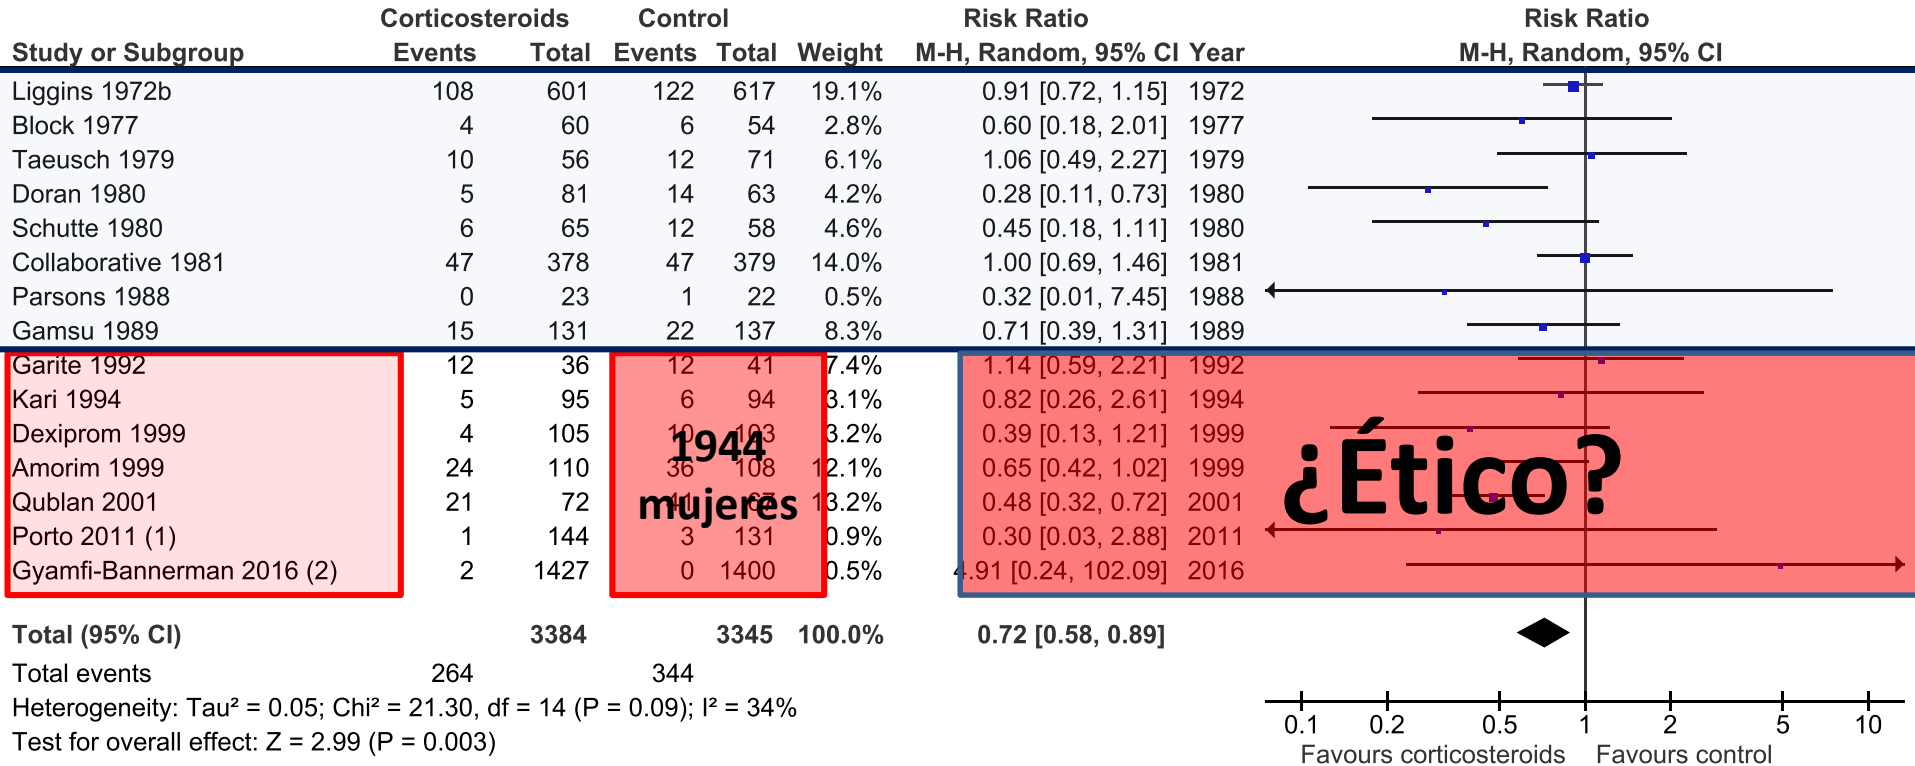 Corticosteroids Control Risk Ratio Risk Ratio
Study or Subgroup Events Total Events Total Weight M-H, Random, 95% CI Year M-H, Random, 95% CI
Liggins 1972b 108 601 122 617 19.1% 0.91 [0.72, 1.15] 1972
Block 1977 4 60 6 54 2.8% 0.60 [0.18, 2.01] 1977
Taeusch 1979 10 56 12 71 6.1% 1.06 [0.49, 2.27] 1979
Doran 1980 5 81 14 63 4.2% 0.28 [0.11, 0.73] 1980
Schutte 1980 6 65 12 58 4.6% 0.45 [0.18, 1.11] 1980
Collaborative 1981 47 378 47 379 14.0% 1.00 [0.69, 1.46] 1981
Parsons 1988 0 23 1 22 0.5% 0.32 [0.01, 7.45] 1988
Gamsu 1989 15 131 22 137 8.3% 0.71 [0.39, 1.31] 1989
Garite 1992 12 36 12 41 7.4% 1.14 [0.59, 2.21] 1992
Kari 1994 5 95 6 94 3.1% 0.82 [0.26, 2.61] 1994
Dexiprom 1999 4 105 10 103 3.2% 0.39 [0.13, 1.21] 1999
1944
mujeres
¿Ético?
Amorim 1999 24 110 36 108 12.1% 0.65 [0.42, 1.02] 1999
Qublan 2001 21 72 41 67 13.2% 0.48 [0.32, 0.72] 2001
Porto 2011 (1) 1 144 3 131 0.9% 0.30 [0.03, 2.88] 2011
Gyamfi-Bannerman 2016 (2) 2 1427 0 1400 0.5% 4.91 [0.24, 102.09] 2016
Total (95% CI) 3384 3345 100.0% 0.72 [0.58, 0.89]
Total events 264 344
Heterogeneity: Tau² = 0.05; Chi² = 21.30, df = 14 (P = 0.09); I² = 34%
Test for overall effect: Z = 2.99 (P = 0.003)
0.1 0.2 0.5 1 2 5 10
Favours corticosteroids Favours control